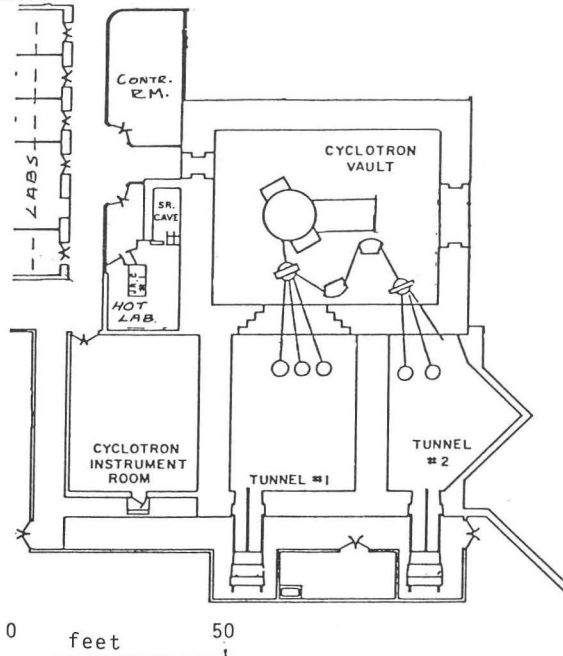 CONTR.
RM.
CYCLOTRON
VAULT
LABS
SR.
CAVE
HOT
LAB.
CYCLOTRON
INSTRUMENT
ROOM
TUNNEL #1
TUNNEL
#2
0 feet 50